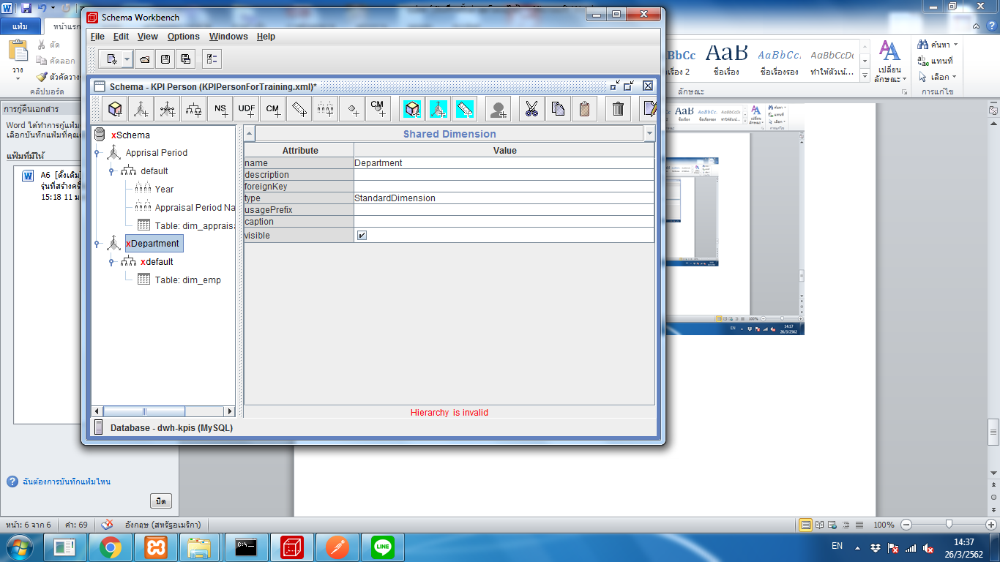 Schema Workbench
File Edit View Options Windows Help
Schema - KPI Person (KPIPersonForTraining.xml)*
NS UDF CM CM
xSchema
Apprisal Period
default
Year
Appraisal Period Na
Table: dim_appraisa
xDepartment
xdefault
Table: dim_emp
Shared Dimension
Attribute Value
name Department
description
foreignKey
type StandardDimension
usagePrefix
caption
visible
Hierarchy is invalid
Database - dwh-kpis (MySQL)
แฟ้ม หน้าแรก
วาง
ตัด
คัดลอก
ตัวคัดวาง
คลิปบอร์ด
การกู้คืนเอกสาร
Word ได้ทำการกู้แฟ้
เลือกบันทึกแฟ้มที่คุณ
แฟ้มที่มีให้
A6 [ดั้งเดิม]
รุ่นที่สร้างครั้
15:18 11 ม
ฉันต้องการบันทึกแฟ้มไหน
ปิด
BbCc AaB AaBbCc. AaBbCcDc
เรื่อง 2 ชื่อเรื่อง ชื่อเรื่องรอง ทำให้ตัวเน้...
เปลี่ยน
ลักษณะ
ลักษณะ
ค้นหา
แทนที่
เลือก
การแก้ไข
EN 14:17
26/3/2562
หน้า: 6 จาก 6 คำ: 69 อังกฤษ (สหรัฐอเมริกา) 100%
C:\
LINE
EN 14:37
26/3/2562